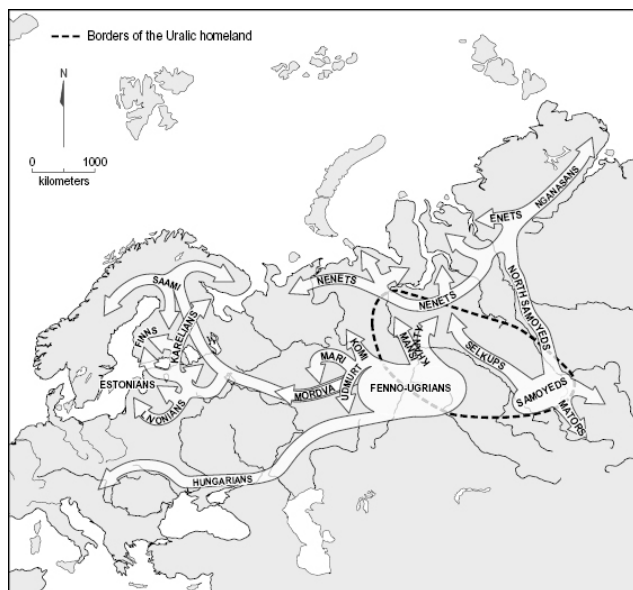 Borders of the Uralic homeland
N
0 1000
kilometers
NGANASANS
ENETS
SAAMI
NENETS
NENETS
NORTH SAMOYEDS
FINNS
KARELIANS
KOMI
MANSI
KHANTY
SELKUPS
MARI
ESTONIANS
MORDVA
UDMURT
FENNO-UGRIANS
SAMOYEDS
LIVONIANS
MATORS
HUNGARIANS